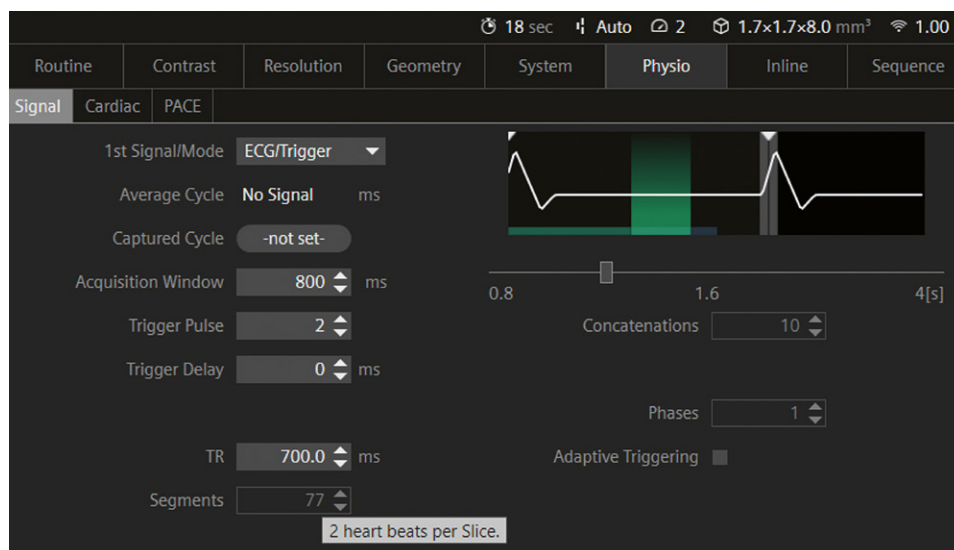 18 sec Auto 2 1.7×1.7×8.0 mm³ 1.00
Routine Contrast Resolution Geometry System Physio Inline Sequence
Signal Cardiac PACE
1st Signal/Mode ECG/Trigger
Average Cycle No Signal ms
Captured Cycle -not set-
Acquisition Window 800 ms
Trigger Pulse 2
Trigger Delay 0 ms
TR 700.0 ms
Segments 77
2 heart beats per Slice.
0.8 1.6 4[s]
Concatenations 10
Phases 1
Adaptive Triggering